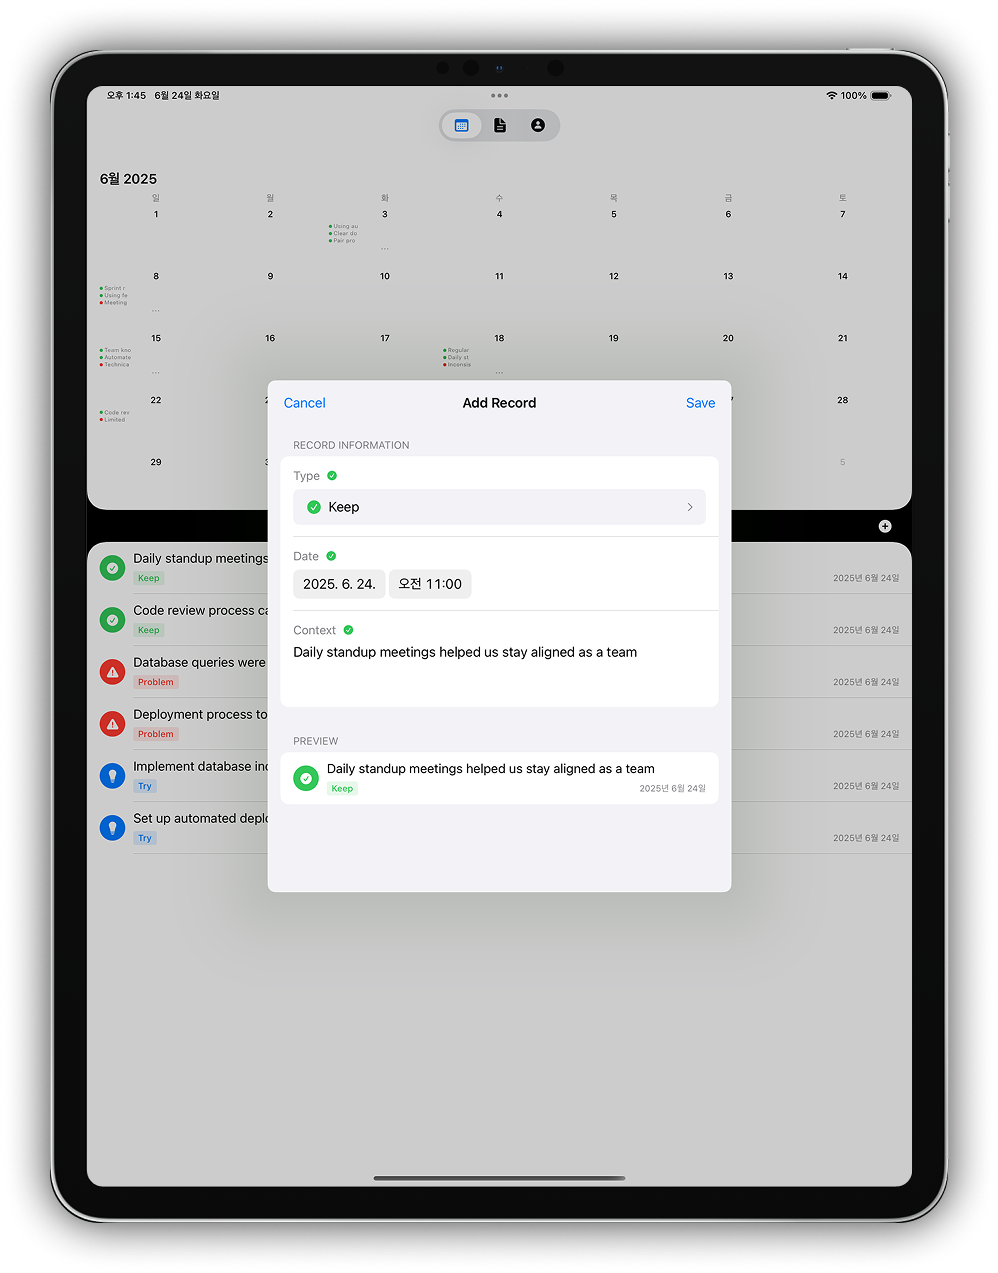 오후 1:45 6월 24일 화요일
100%
6월 2025
일 월 화 수 목 금 토
1 2 3 4 5 6 7
Using au
Clear do
Pair pro
...
8 9 10 11 12 13 14
Sprint r
Using fe
Meeting
...
15 16 17 18 19 20 21
Team kno
Automate
Technica
...
Regular
Daily st
Inconsis
...
22 28
Code rev
Limited
29 5
Cancel Add Record Save
RECORD INFORMATION
Type
Keep
Date
2025. 6. 24. 오전 11:00
Context
Daily standup meetings helped us stay aligned as a team
PREVIEW
Daily standup meetings helped us stay aligned as a team
Keep 2025년 6월 24일
Daily standup meetings
Keep 2025년 6월 24일
Code review process ca
Keep 2025년 6월 24일
Database queries were
Problem 2025년 6월 24일
Deployment process to
Problem 2025년 6월 24일
Implement database ind
Try 2025년 6월 24일
Set up automated deplo
Try 2025년 6월 24일